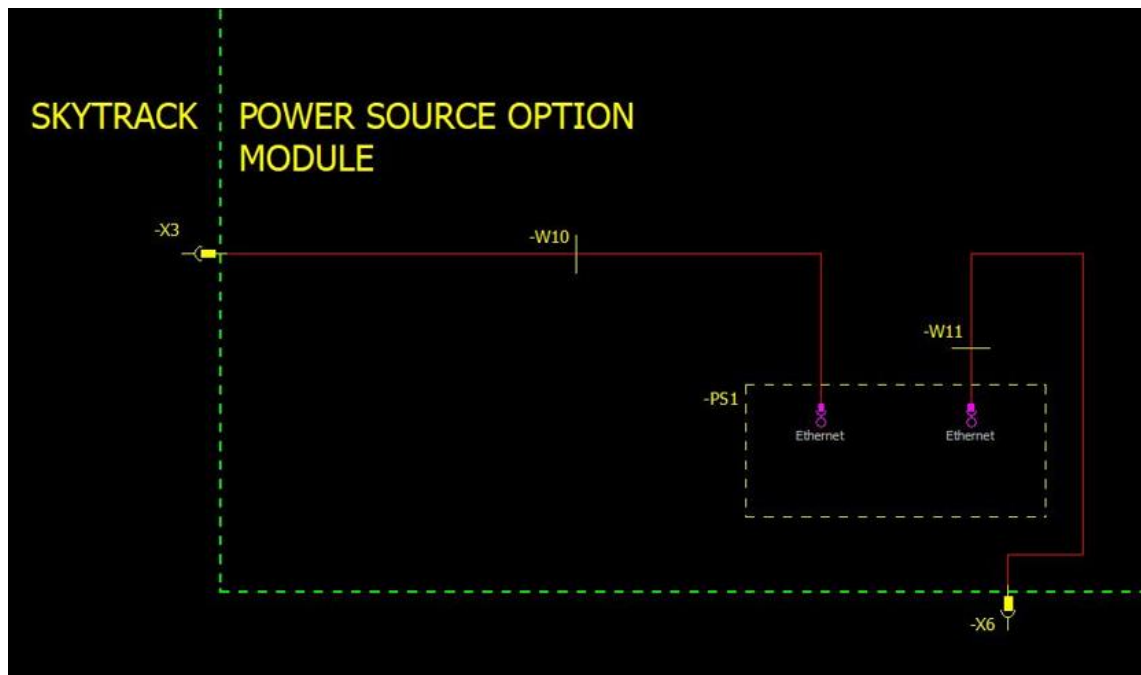 SKYTRACK
POWER SOURCE OPTION
MODULE
-X3
-W10
-W11
-PS1
Ethernet
Ethernet
-X6